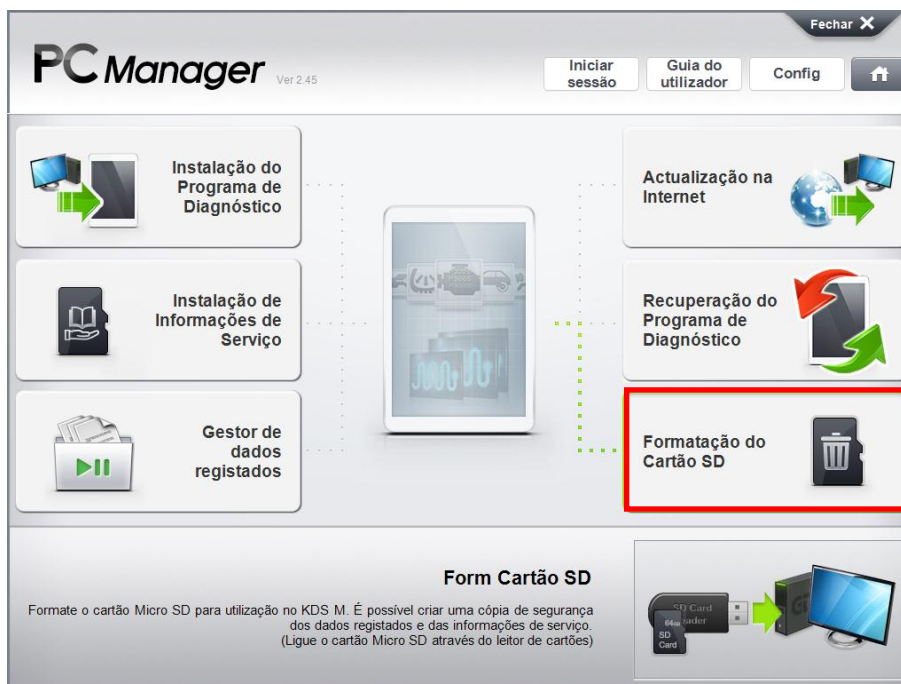 Fechar X
PC Manager Ver 2.45
Iniciar
sessão
Guia do
utilizador
Config
Instalação do
Programa de
Diagnóstico
Actualização na
Internet
Instalação de
Informações de
Serviço
Recuperação do
Programa de
Diagnóstico
Gestor de
dados
registados
Formatação do
Cartão SD
Form Cartão SD
Formate o cartão Micro SD para utilização no KDS M. É possível criar uma cópia de segurança
dos dados registados e das informações de serviço.
(Ligue o cartão Micro SD através do leitor de cartões)
SD Card
eader
64GB
SD
Card